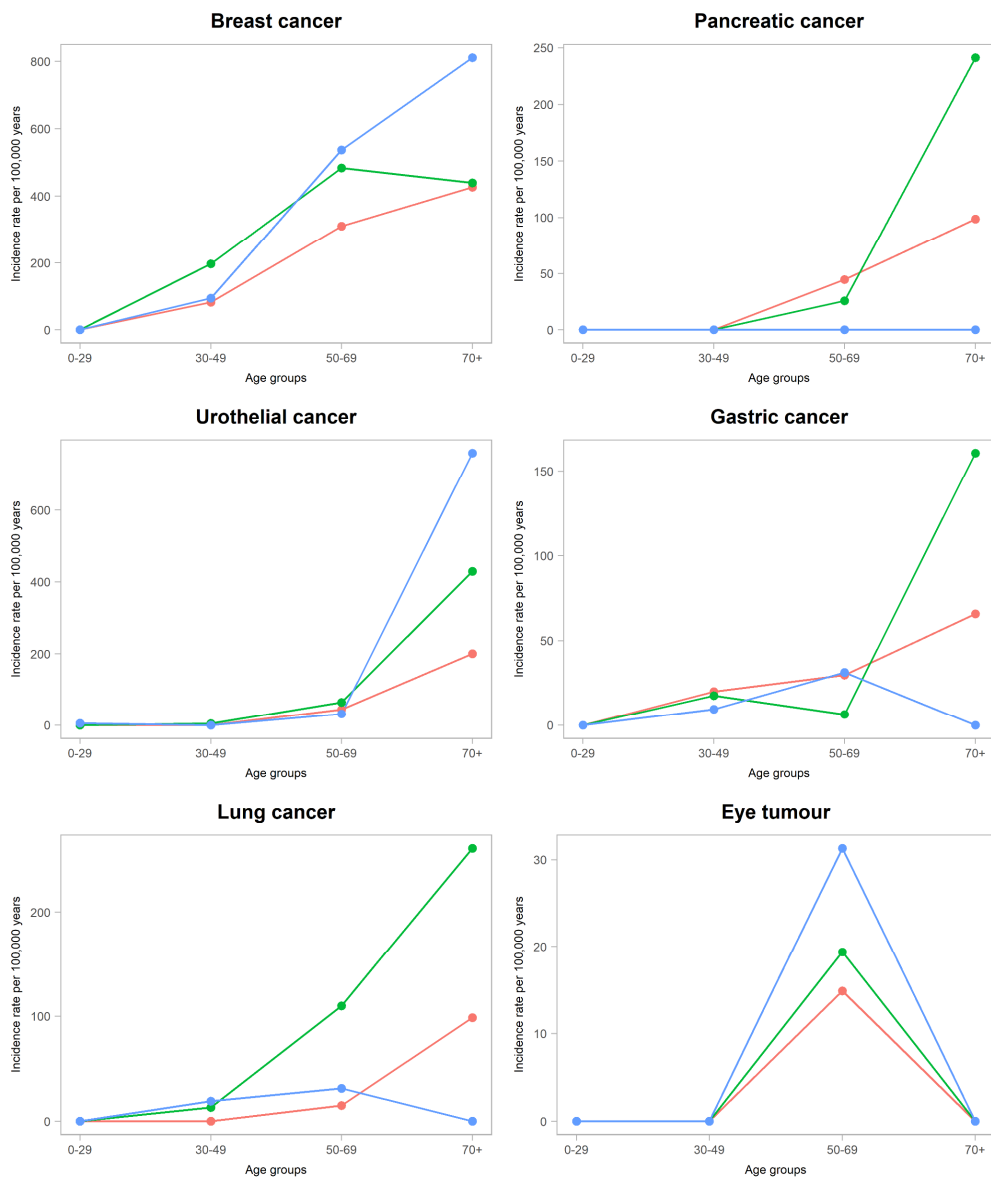 Breast cancer
Incidence rate per 100,000 years
800
600
400
200
0
0-29 30-49 50-69 70+
Age groups
Pancreatic cancer
Incidence rate per 100,000 years
250
200
150
100
50
0
0-29 30-49 50-69 70+
Age groups
Urothelial cancer
Incidence rate per 100,000 years
600
400
200
0
0-29 30-49 50-69 70+
Age groups
Gastric cancer
Incidence rate per 100,000 years
150
100
50
0
0-29 30-49 50-69 70+
Age groups
Lung cancer
Incidence rate per 100,000 years
200
100
0
0-29 30-49 50-69 70+
Age groups
Eye tumour
Incidence rate per 100,000 years
30
20
10
0
0-29 30-49 50-69 70+
Age groups